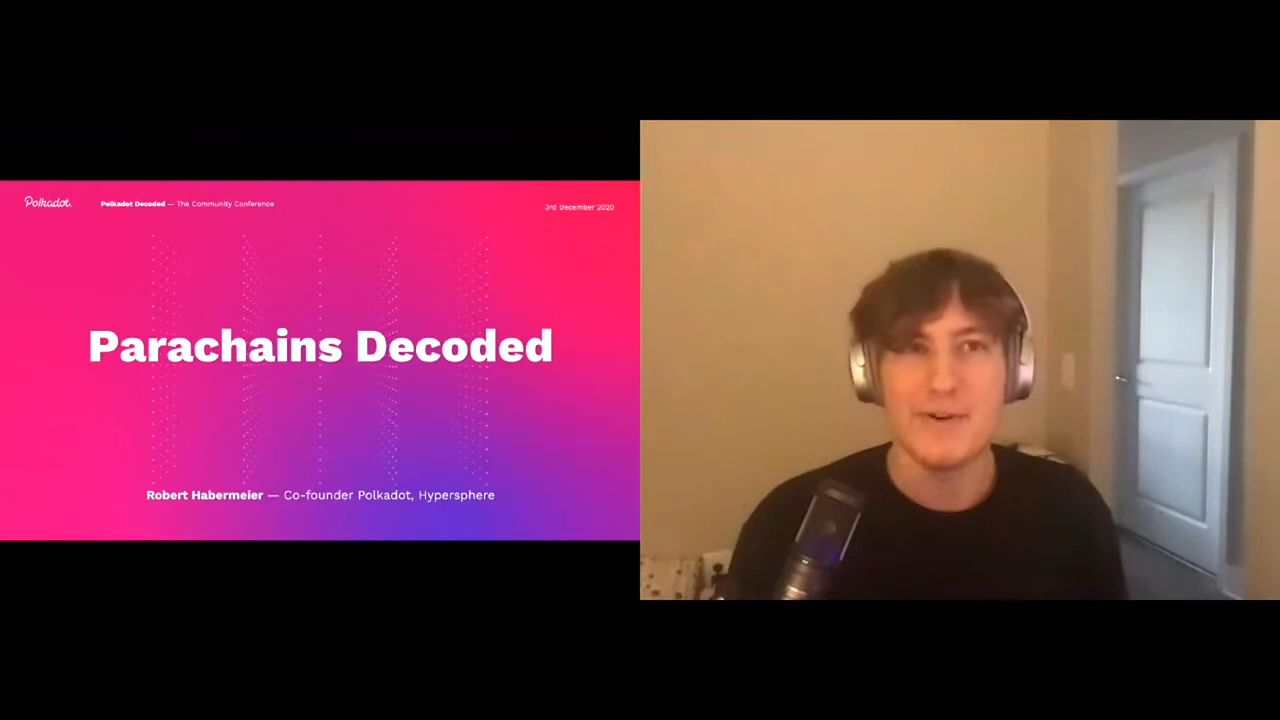 Polkadot.
Polkadot Decoded — The Community Conference
3rd December 2020
Parachains Decoded
Robert Habermeier — Co-founder Polkadot, Hypersphere